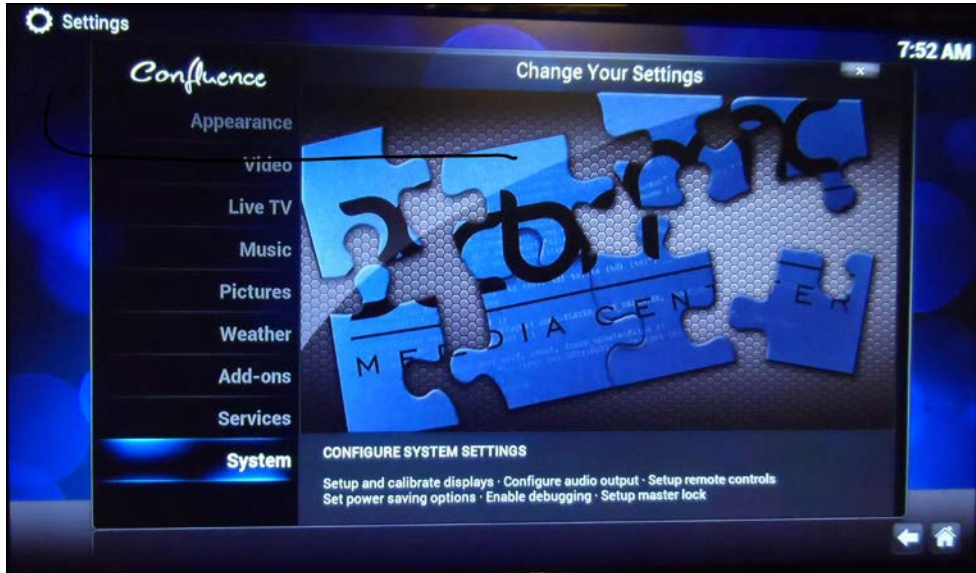 Settings
7:52 AM
Confluence
Change Your Settings
x
Appearance
Video
Live TV
Music
Pictures
Weather
Add-ons
Services
System
MEDIA CENTER
CONFIGURE SYSTEM SETTINGS
Setup and calibrate displays · Configure audio output · Setup remote controls
Set power saving options · Enable debugging · Setup master lock